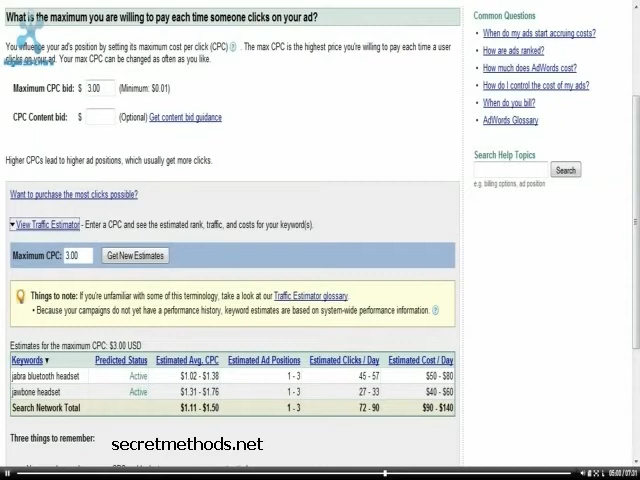 What is the maximum you are willing to pay each time someone clicks on your ad?
You influence your ad's position by setting its maximum cost per click (CPC) ? . The max CPC is the highest price you're willing to pay each time a user
clicks on your ad. Your max CPC can be changed as often as you like.
Maximum CPC bid: $ 3.00 (Minimum: $0.01)
CPC Content bid: $ (Optional) Get content bid guidance
Higher CPCs lead to higher ad positions, which usually get more clicks.
Want to purchase the most clicks possible?
View Traffic Estimator - Enter a CPC and see the estimated rank, traffic, and costs for your keyword(s).
Maximum CPC: 3.00 Get New Estimates
Things to note: If you're unfamiliar with some of this terminology, take a look at our Traffic Estimator glossary.
• Because your campaigns do not yet have a performance history, keyword estimates are based on system-wide performance information. ?
Estimates for the maximum CPC: $3.00 USD
Keywords ▼ Predicted Status Estimated Avg. CPC Estimated Ad Positions Estimated Clicks / Day Estimated Cost / Day
jabra bluetooth headset Active $1.02 - $1.38 1 - 3 45 - 57 $50 - $80
jawbone headset Active $1.31 - $1.76 1 - 3 27 - 33 $40 - $60
Search Network Total $1.11 - $1.50 1 - 3 72 - 90 $90 - $140
Three things to remember:
secretmethods.net
Common Questions
• When do my ads start accruing costs?
• How are ads ranked?
• How much does AdWords cost?
• How do I control the cost of my ads?
• When do you bill?
• AdWords Glossary
Search Help Topics
Search
e.g. billing options, ad position
05:03 / 07:31